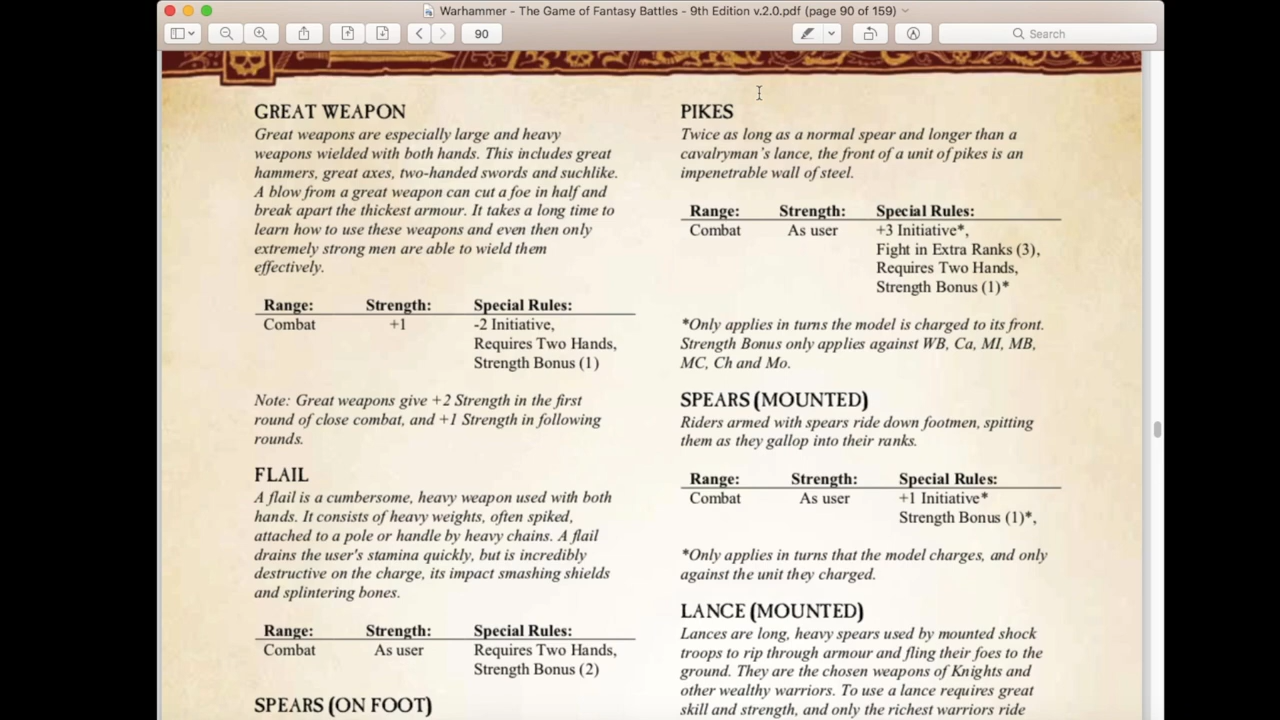 Warhammer - The Game of Fantasy Battles - 9th Edition v.2.0.pdf (page 90 of 159)
90
Search
GREAT WEAPON
Great weapons are especially large and heavy
weapons wielded with both hands. This includes great
hammers, great axes, two-handed swords and suchlike.
A blow from a great weapon can cut a foe in half and
break apart the thickest armour. It takes a long time to
learn how to use these weapons and even then only
extremely strong men are able to wield them
effectively.
Range: Strength: Special Rules:
Combat +1 -2 Initiative,
Requires Two Hands,
Strength Bonus (1)
Note: Great weapons give +2 Strength in the first
round of close combat, and +1 Strength in following
rounds.
FLAIL
A flail is a cumbersome, heavy weapon used with both
hands. It consists of heavy weights, often spiked,
attached to a pole or handle by heavy chains. A flail
drains the user's stamina quickly, but is incredibly
destructive on the charge, its impact smashing shields
and splintering bones.
Range: Strength: Special Rules:
Combat As user Requires Two Hands,
Strength Bonus (2)
SPEARS (ON FOOT)
PIKES
Twice as long as a normal spear and longer than a
cavalryman's lance, the front of a unit of pikes is an
impenetrable wall of steel.
Range: Strength: Special Rules:
Combat As user +3 Initiative*,
Fight in Extra Ranks (3),
Requires Two Hands,
Strength Bonus (1)*
*Only applies in turns the model is charged to its front.
Strength Bonus only applies against WB, Ca, MI, MB,
MC, Ch and Mo.
SPEARS (MOUNTED)
Riders armed with spears ride down footmen, spitting
them as they gallop into their ranks.
Range: Strength: Special Rules:
Combat As user +1 Initiative*
Strength Bonus (1)*,
*Only applies in turns that the model charges, and only
against the unit they charged.
LANCE (MOUNTED)
Lances are long, heavy spears used by mounted shock
troops to rip through armour and fling their foes to the
ground. They are the chosen weapons of Knights and
other wealthy warriors. To use a lance requires great
skill and strength, and only the richest warriors ride